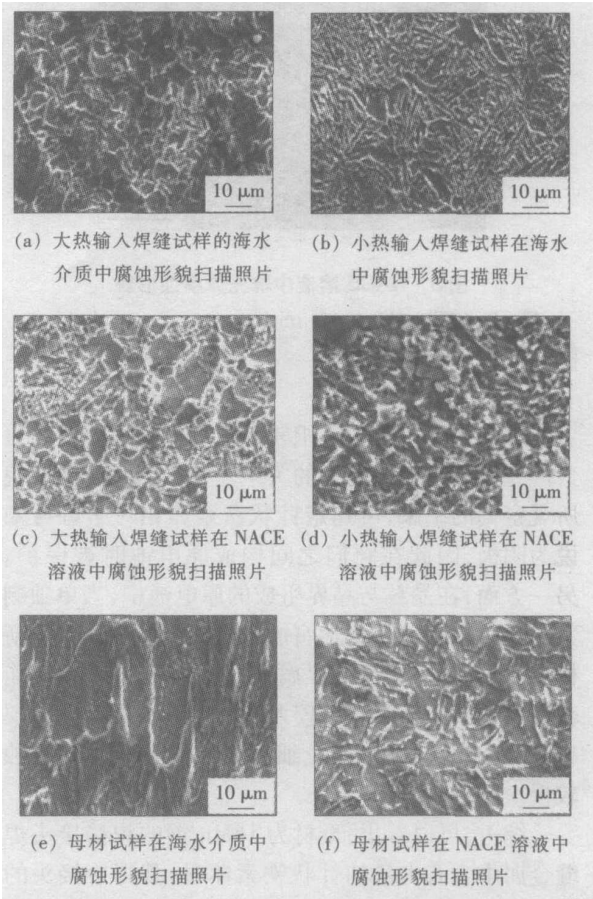 10 μm
10 μm
(a) 大热输入焊缝试样的海水
介质中腐蚀形貌扫描照片
(b) 小热输入焊缝试样在海水
中腐蚀形貌扫描照片
10 μm
10 μm
(c) 大热输入焊缝试样在 NACE
溶液中腐蚀形貌扫描照片
(d) 小热输入焊缝试样在 NACE
溶液中腐蚀形貌扫描照片
10 μm
10 μm
(e) 母材试样在海水介质中
腐蚀形貌扫描照片
(f) 母材试样在 NACE 溶液中
腐蚀形貌扫描照片